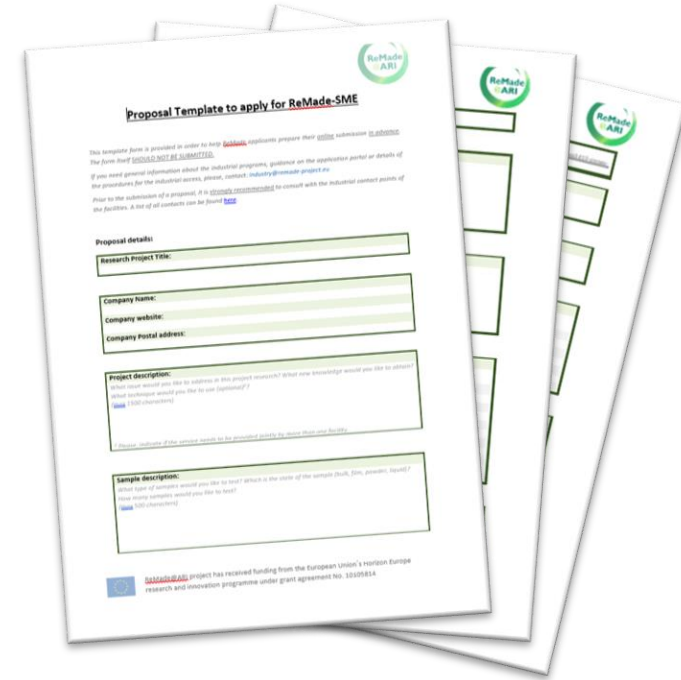 ReMade
@ARI
Proposal Template to apply for ReMade-SME
This template form is provided in order to help ReMade applicants prepare their online submission in advance.
The form itself SHOULD NOT BE SUBMITTED.
If you need general information about the industrial programs, guidance on the application portal or details of
the procedures for the industrial access, please, contact: industry@remade-project.eu
Prior to the submission of a proposal, it is strongly recommended to consult with the industrial contact points of
the facilities. A list of all contacts can be found here.
Proposal details:
Research Project Title:
Company Name:
Company website:
Company Postal address:
Project description:
What issue would you like to address in this project research? What new knowledge would you like to obtain?
What technique would you like to use (optional)¹?
1500 characters)
¹ Please, indicate if the service needs to be provided jointly by more than one facility
Sample description:
What type of samples would you like to test? Which is the state of the sample (bulk, film, powder, liquid)?
How many samples would you like to test?
500 characters)
ReMade@ARI project has received funding from the European Union's Horizon Europe
research and innovation programme under grant agreement No. 101058414
ReMade
@ARI
ReMade
@ARI